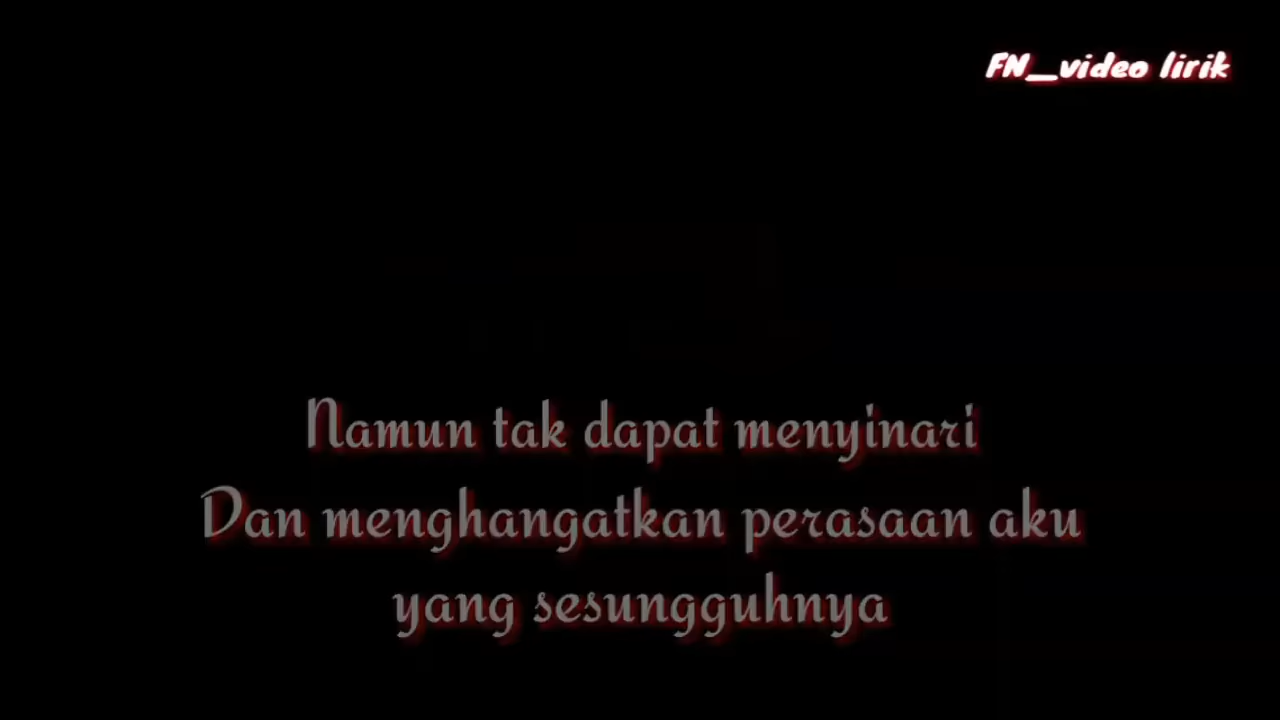 FN_video lirik
Namun tak dapat menyinari
Dan menghangatkan perasaan aku
yang sesungguhnya